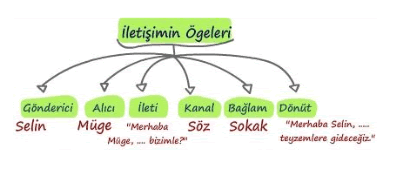 İletişimin Ögeleri
Gönderici Alıcı İleti Kanal Bağlam Dönüt
Selin Müge "Merhaba Müge, .... bizimle?" Söz Sokak "Merhaba Selin, ..... teyzemlere gideceğiz."